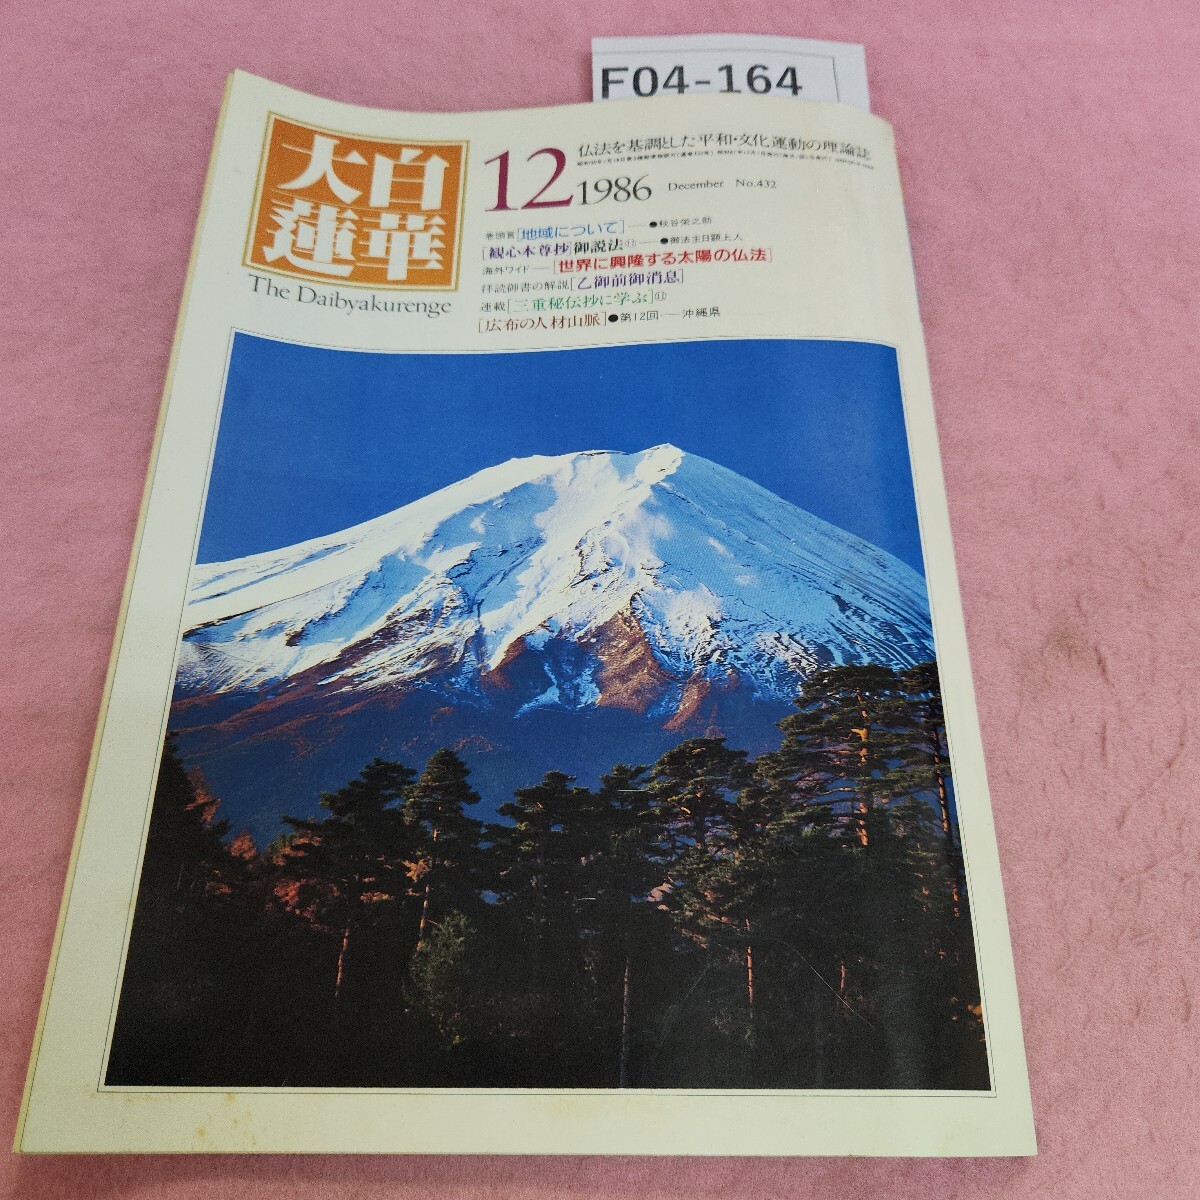 F04-164
大白蓮華
The Daibyakurenge
仏法を基調とした平和・文化運動の理論誌
12 1986 December No.432
巻頭言[地域について]―●秋谷栄之助
[観心本尊抄]御説法⑪―●御法主日顕上人
海外ワイド―[世界に興隆する太陽の仏法]
拝読御書の解説[乙御前御消息]
連載[三重秘伝抄に学ぶ]⑪
[広布の人材山脈]●第12回――沖縄県